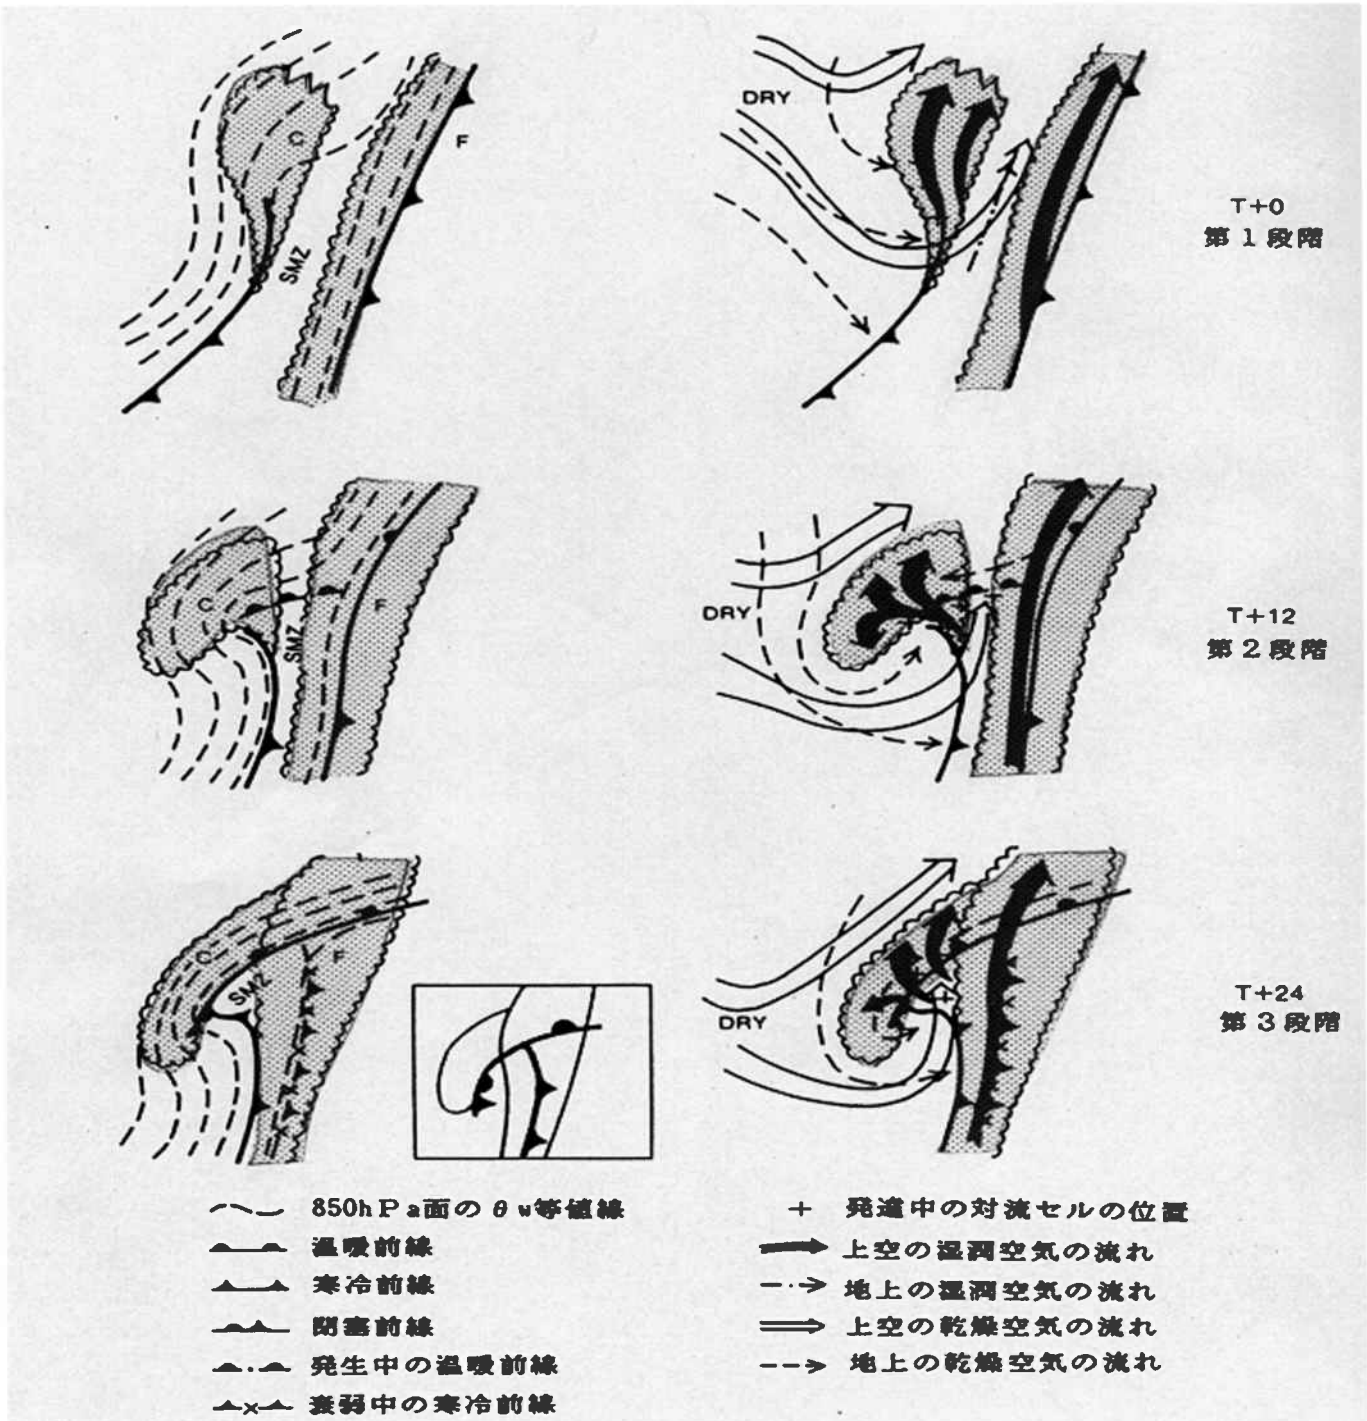 C
F
SMZ
DRY
T+0
第1段階
C
F
SMZ
DRY
T+12
第2段階
C
F
SMZ
DRY
T+24
第3段階
850hPa面のθw等値線
温暖前線
寒冷前線
閉塞前線
発生中の温暖前線
衰弱中の寒冷前線
+ 発達中の対流セルの位置
上空の湿潤空気の流れ
地上の湿潤空気の流れ
上空の乾燥空気の流れ
地上の乾燥空気の流れ